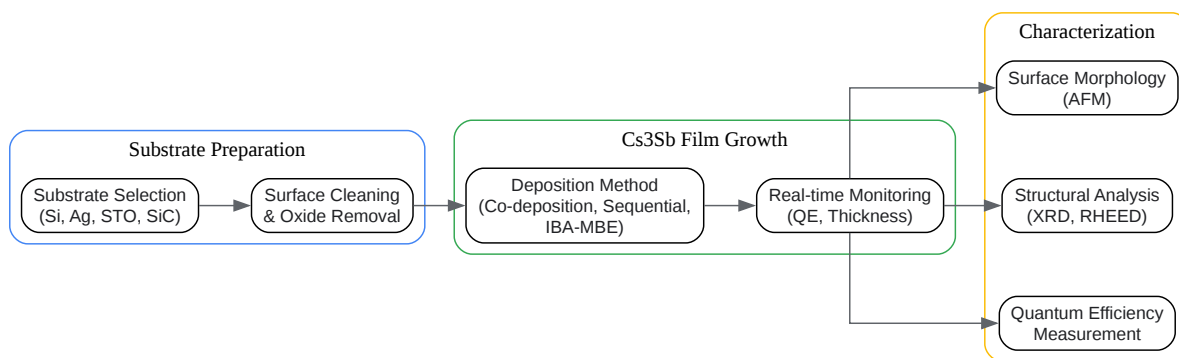 Substrate Preparation
Substrate Selection
(Si, Ag, STO, SiC)
Surface Cleaning
& Oxide Removal
Cs3Sb Film Growth
Deposition Method
(Co-deposition, Sequential,
IBA-MBE)
Real-time Monitoring
(QE, Thickness)
Characterization
Surface Morphology
(AFM)
Structural Analysis
(XRD, RHEED)
Quantum Efficiency
Measurement